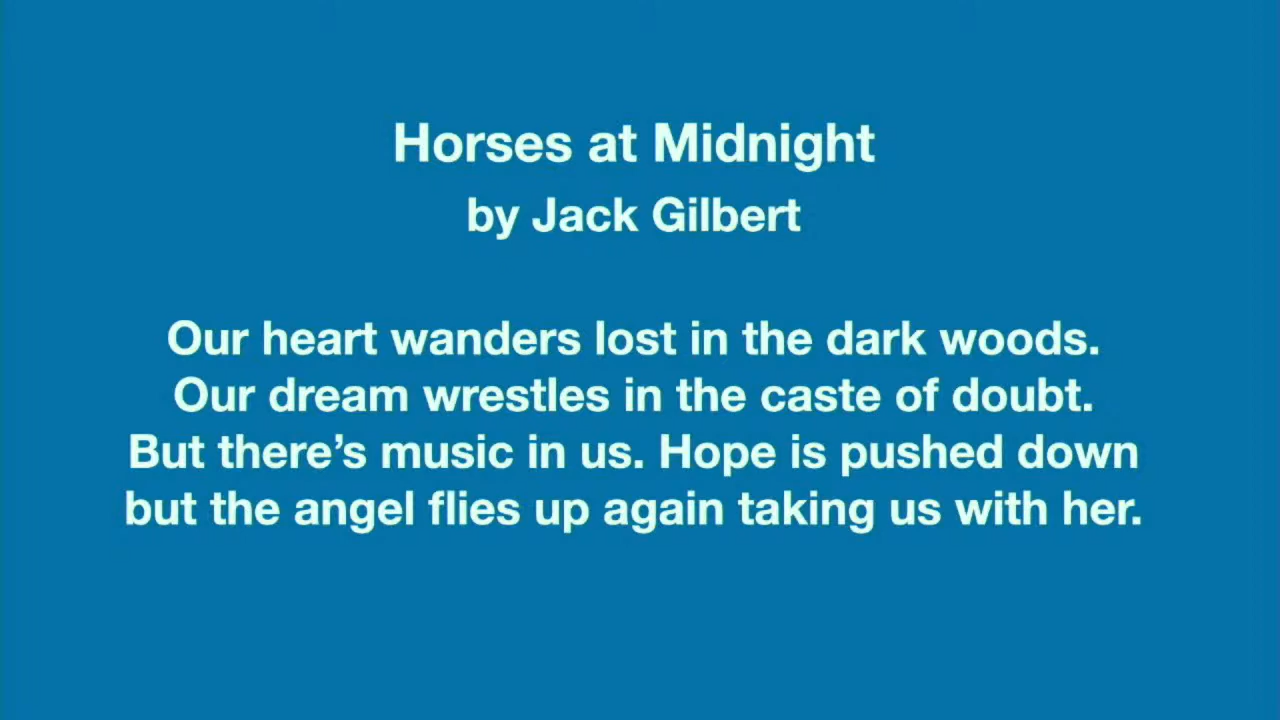 Horses at Midnight
by Jack Gilbert
Our heart wanders lost in the dark woods.
Our dream wrestles in the caste of doubt.
But there’s music in us. Hope is pushed down
but the angel flies up again taking us with her.